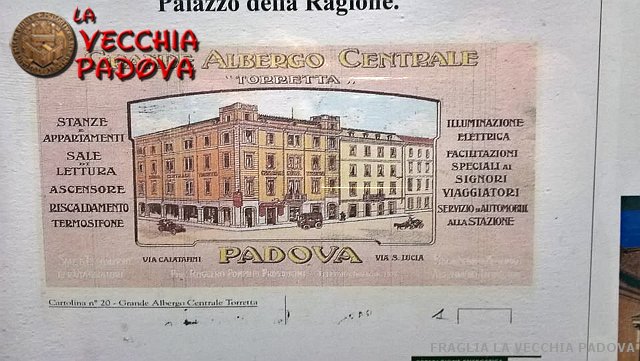 Palazzo della Ragione.
LA
VECCHIA
PADOVA
ALBERGO CENTRALE
"TORRETTA"
STANZE
E
APPARTAMENTI
SALE
DI
LETTURA
ASCENSORE
RISCALDAMENTO
TERMOSIFONE
ILLUMINAZIONE
ELETTRICA
FACILITAZIONI
SPECIALI AI
SIGNORI
VIAGGIATORI
SERVIZIO DI AUTOMOBILI
ALLA STAZIONE
VIA CALATAFIMI
PADOVA
VIA S. LUCIA
Cartolina n° 20 - Grande Albergo Centrale Torretta
FRAGLIA LA VECCHIA PADOVA